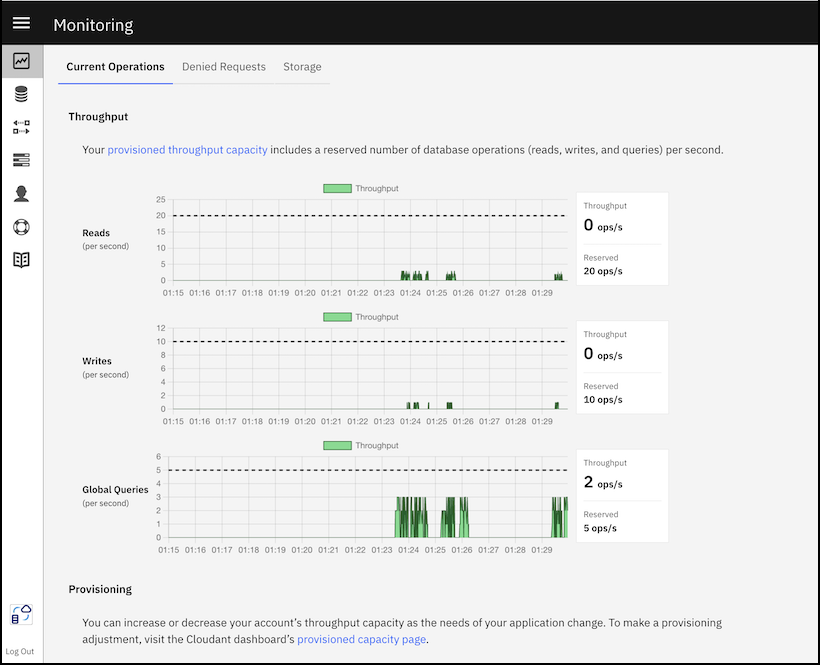 Monitoring
Current Operations Denied Requests Storage
Throughput
Your provisioned throughput capacity includes a reserved number of database operations (reads, writes, and queries) per second.
Throughput
Reads
(per second)
25
20
15
10
5
0
01:15 01:16 01:17 01:18 01:19 01:20 01:21 01:22 01:23 01:24 01:25 01:26 01:27 01:28 01:29
Throughput
0 ops/s
Reserved
20 ops/s
Throughput
Writes
(per second)
12
10
8
6
4
2
0
01:15 01:16 01:17 01:18 01:19 01:20 01:21 01:22 01:23 01:24 01:25 01:26 01:27 01:28 01:29
Throughput
0 ops/s
Reserved
10 ops/s
Throughput
Global Queries
(per second)
6
5
4
3
2
1
0
01:15 01:16 01:17 01:18 01:19 01:20 01:21 01:22 01:23 01:24 01:25 01:26 01:27 01:28 01:29
Throughput
2 ops/s
Reserved
5 ops/s
Provisioning
You can increase or decrease your account’s throughput capacity as the needs of your application change. To make a provisioning
adjustment, visit the Cloudant dashboard’s provisioned capacity page.
Log Out